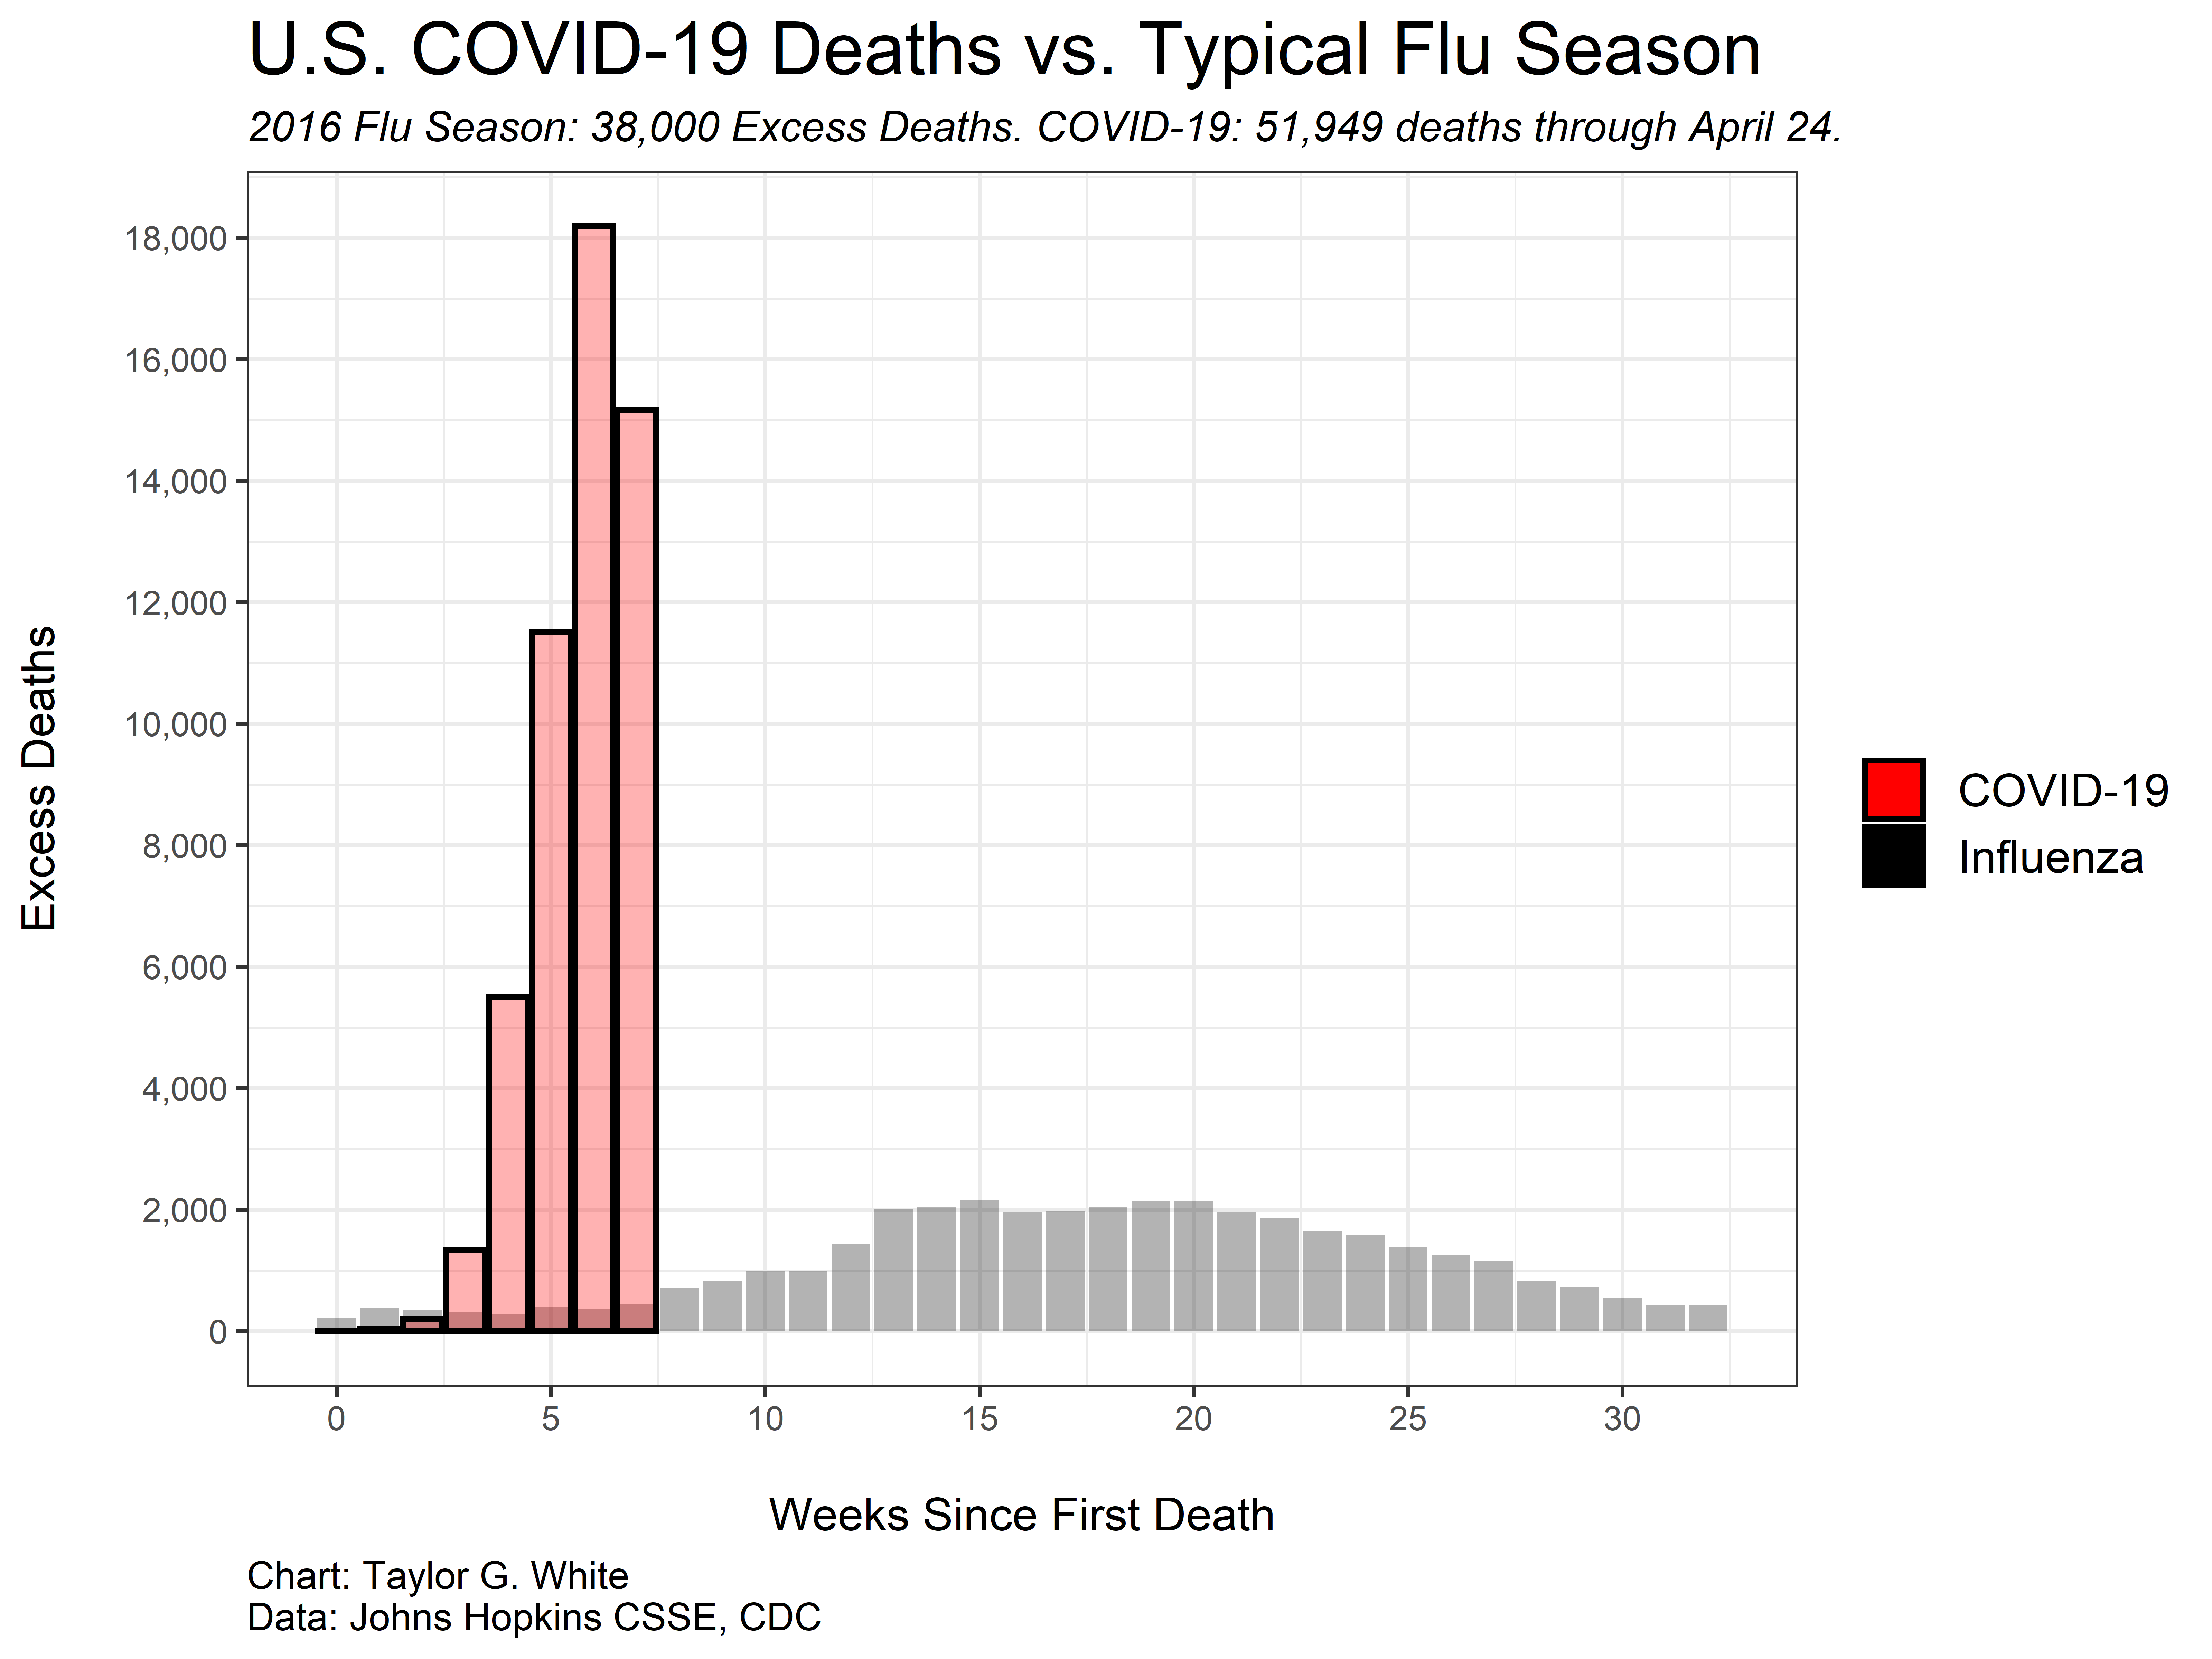 U.S. COVID-19 Deaths vs. Typical Flu Season
2016 Flu Season: 38,000 Excess Deaths. COVID-19: 51,949 deaths through April 24.
Excess Deaths
18,000
16,000
14,000
12,000
10,000
8,000
6,000
4,000
2,000
0
0 5 10 15 20 25 30
Weeks Since First Death
COVID-19
Influenza
Chart: Taylor G. White
Data: Johns Hopkins CSSE, CDC